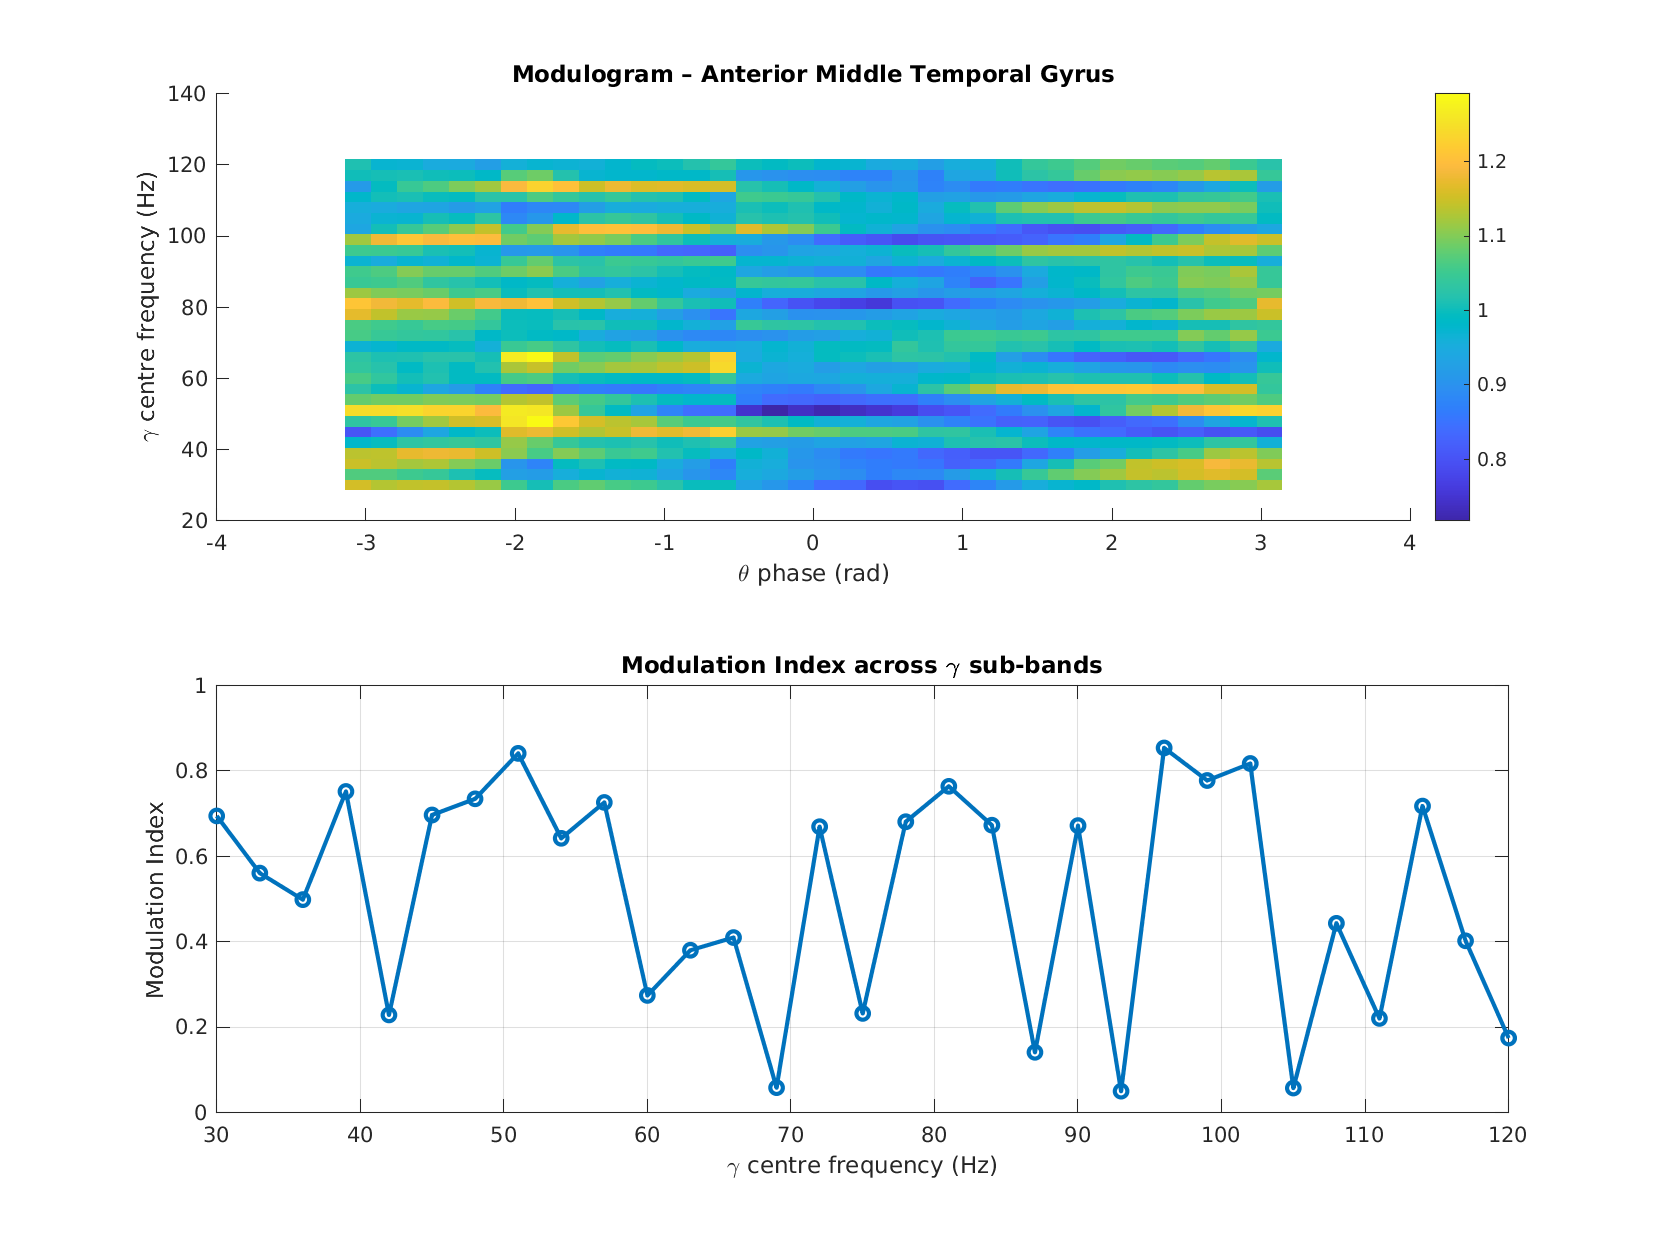 Modulogram – Anterior Middle Temporal Gyrus
γ centre frequency (Hz)
140
120
100
80
60
40
20
-4 -3 -2 -1 0 1 2 3 4
θ phase (rad)
1.2
1.1
1
0.9
0.8
Modulation Index across γ sub-bands
Modulation Index
1
0.8
0.6
0.4
0.2
0
30 40 50 60 70 80 90 100 110 120
γ centre frequency (Hz)